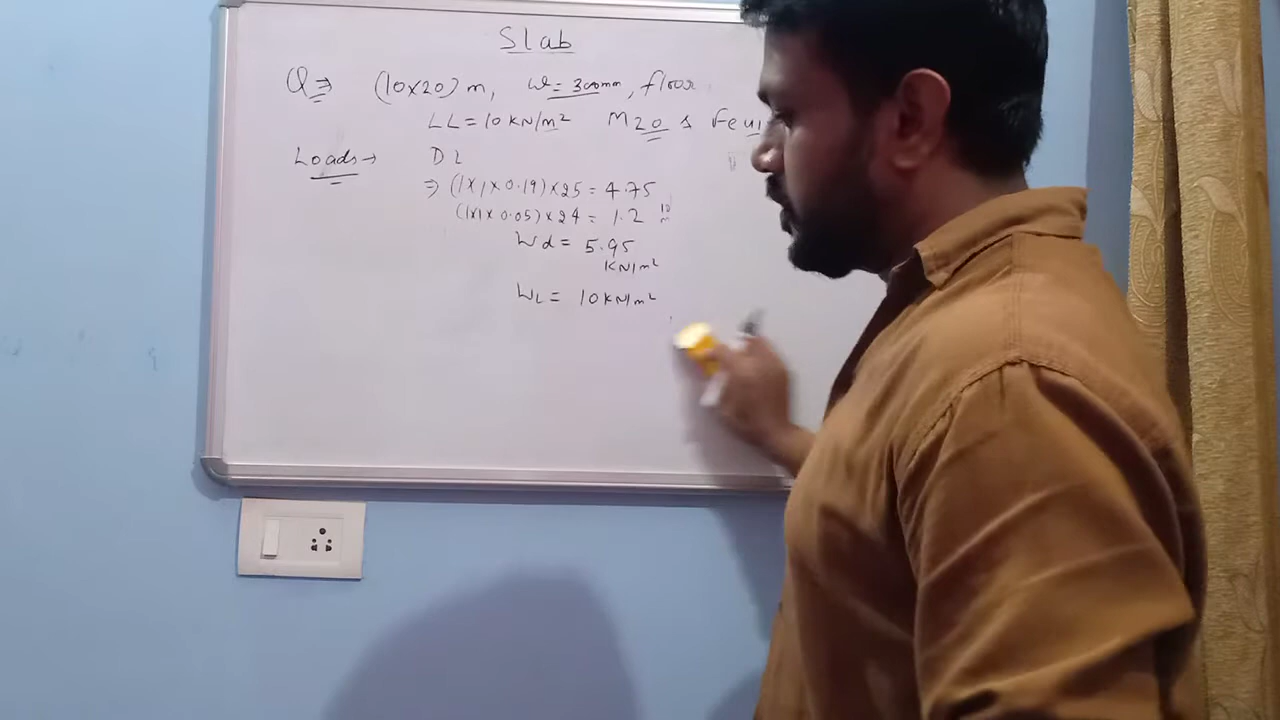 Slab
Q⇒ (10x20) m, W = 300mm, floor
LL = 10 KN/m² M20 & Fe
Loads→ DL
⇒ (1x1x0.19)x25 = 4.75
(1x1x0.05)x24 = 1.2
Wd = 5.95
KN/m²
WL = 10 KN/m²